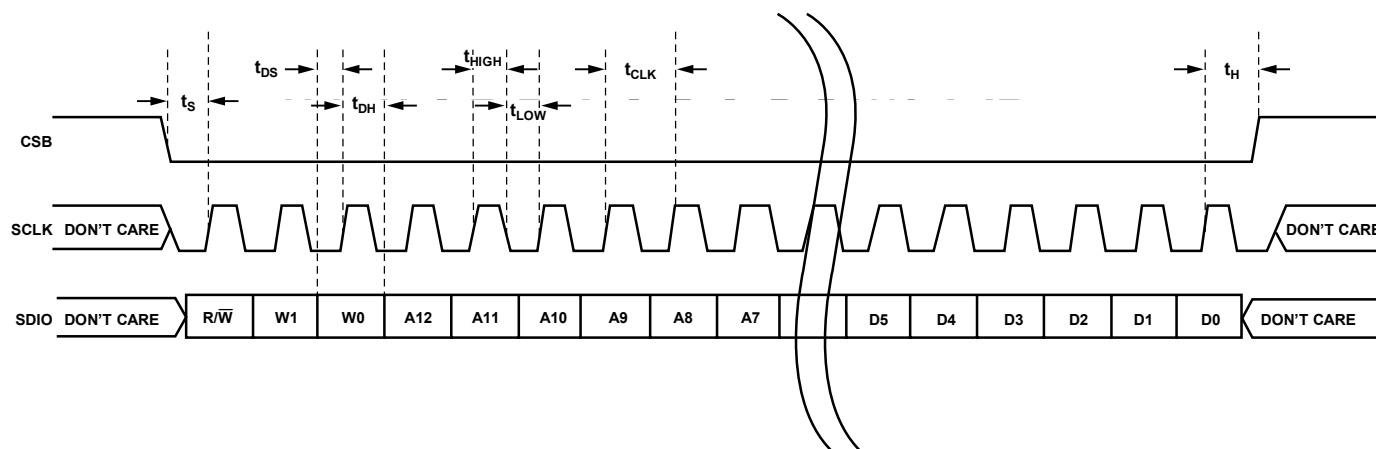 tDS
tHIGH
tCLK
tH
tS
tDH
tLOW
CSB
SCLK DON'T CARE
DON'T CARE
SDIO DON'T CARE R/W̅ W1 W0 A12 A11 A10 A9 A8 A7 D5 D4 D3 D2 D1 D0 DON'T CARE